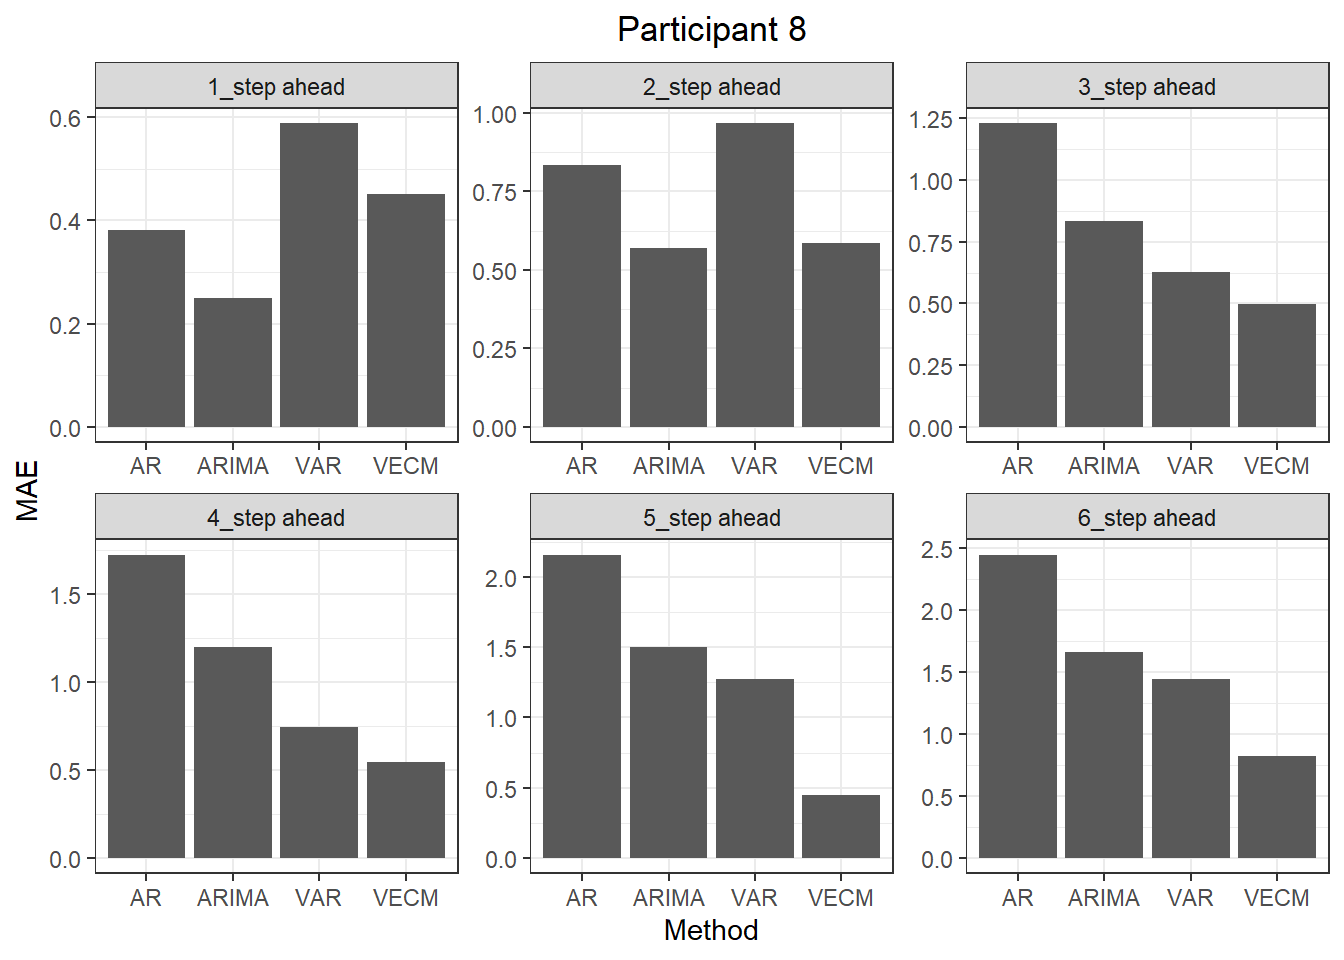 Participant 8
1_step ahead
2_step ahead
3_step ahead
0.6
0.4
0.2
0.0
1.00
0.75
0.50
0.25
0.00
1.25
1.00
0.75
0.50
0.25
0.00
AR ARIMA VAR VECM
AR ARIMA VAR VECM
AR ARIMA VAR VECM
MAE
4_step ahead
5_step ahead
6_step ahead
1.5
1.0
0.5
0.0
2.0
1.5
1.0
0.5
0.0
2.5
2.0
1.5
1.0
0.5
0.0
AR ARIMA VAR VECM
AR ARIMA VAR VECM
AR ARIMA VAR VECM
Method